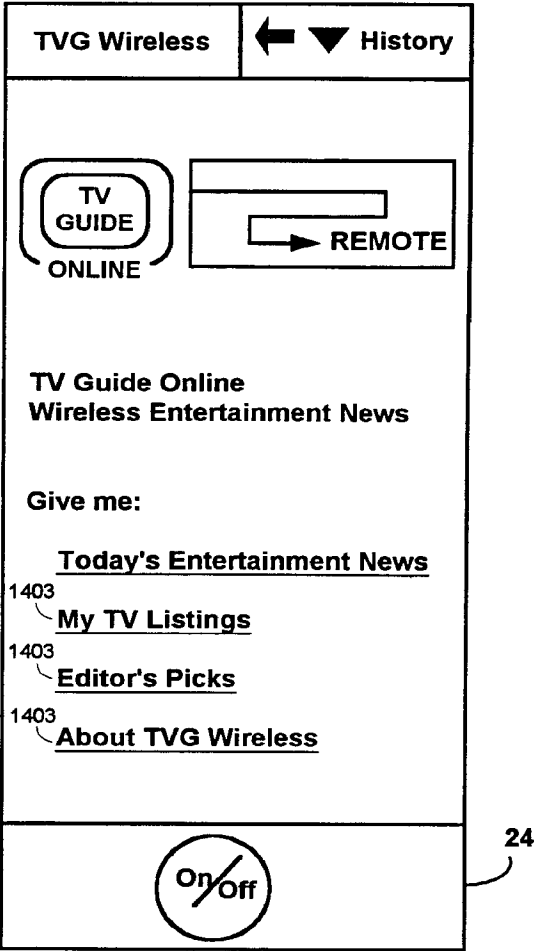 TVG Wireless
History
TV
GUIDE
ONLINE
REMOTE
TV Guide Online
Wireless Entertainment News
Give me:
Today's Entertainment News
1403
My TV Listings
1403
Editor's Picks
1403
About TVG Wireless
On/Off
24